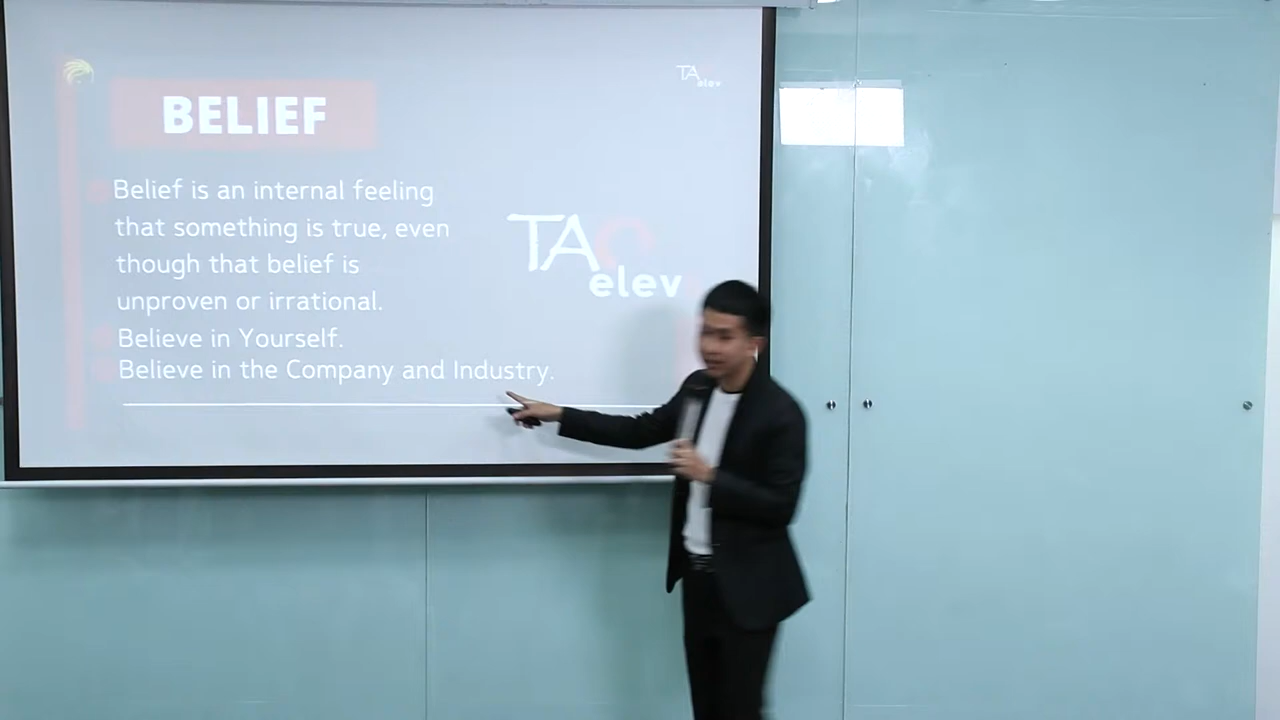 TA
elev
BELIEF
Belief is an internal feeling
that something is true, even
though that belief is
unproven or irrational.
Believe in Yourself.
Believe in the Company and Industry.
TAO
elev